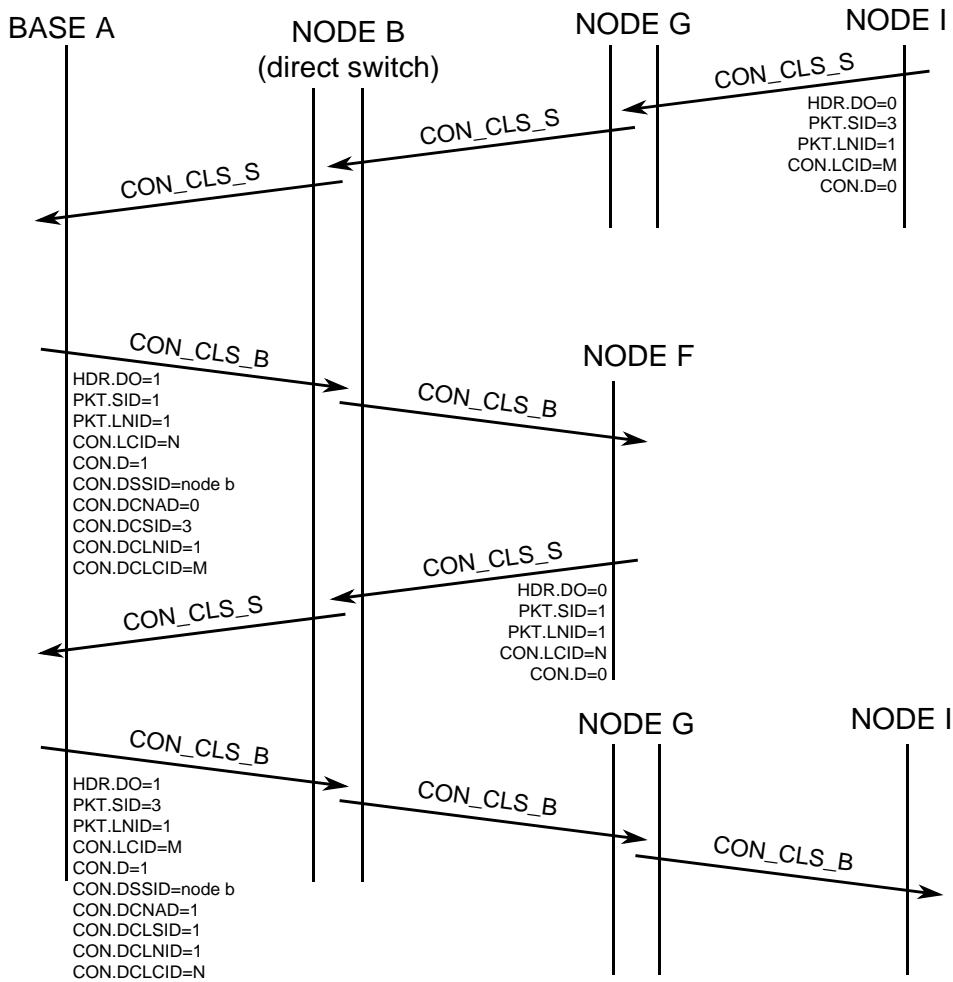 BASE A
NODE B
(direct switch)
NODE G
NODE I
CON_CLS_S
HDR.DO=0
PKT.SID=3
PKT.LNID=1
CON.LCID=M
CON.D=0
CON_CLS_S
CON_CLS_S
CON_CLS_B
HDR.DO=1
PKT.SID=1
PKT.LNID=1
CON.LCID=N
CON.D=1
CON.DSSID=node b
CON.DCNAD=0
CON.DCSID=3
CON.DCLNID=1
CON.DCLCID=M
NODE F
CON_CLS_B
CON_CLS_S
HDR.DO=0
PKT.SID=1
PKT.LNID=1
CON.LCID=N
CON.D=0
CON_CLS_S
NODE G
NODE I
CON_CLS_B
HDR.DO=1
PKT.SID=3
PKT.LNID=1
CON.LCID=M
CON.D=1
CON.DSSID=node b
CON.DCNAD=1
CON.DCLSID=1
CON.DCLNID=1
CON.DCLCID=N
CON_CLS_B
CON_CLS_B